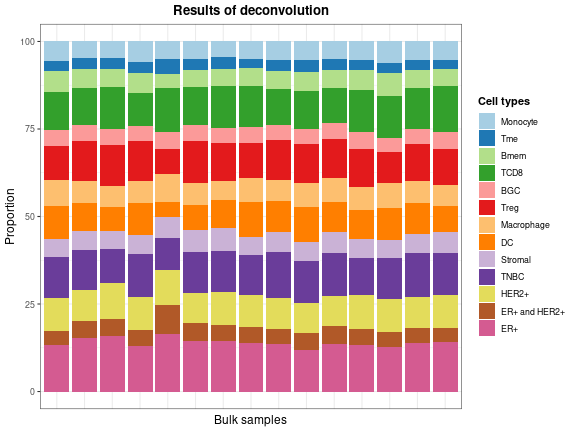 Results of deconvolution
100
75
50
25
0
Proportion
Bulk samples
Cell types
Monocyte
Tme
Bmem
TCD8
BGC
Treg
Macrophage
DC
Stromal
TNBC
HER2+
ER+ and HER2+
ER+